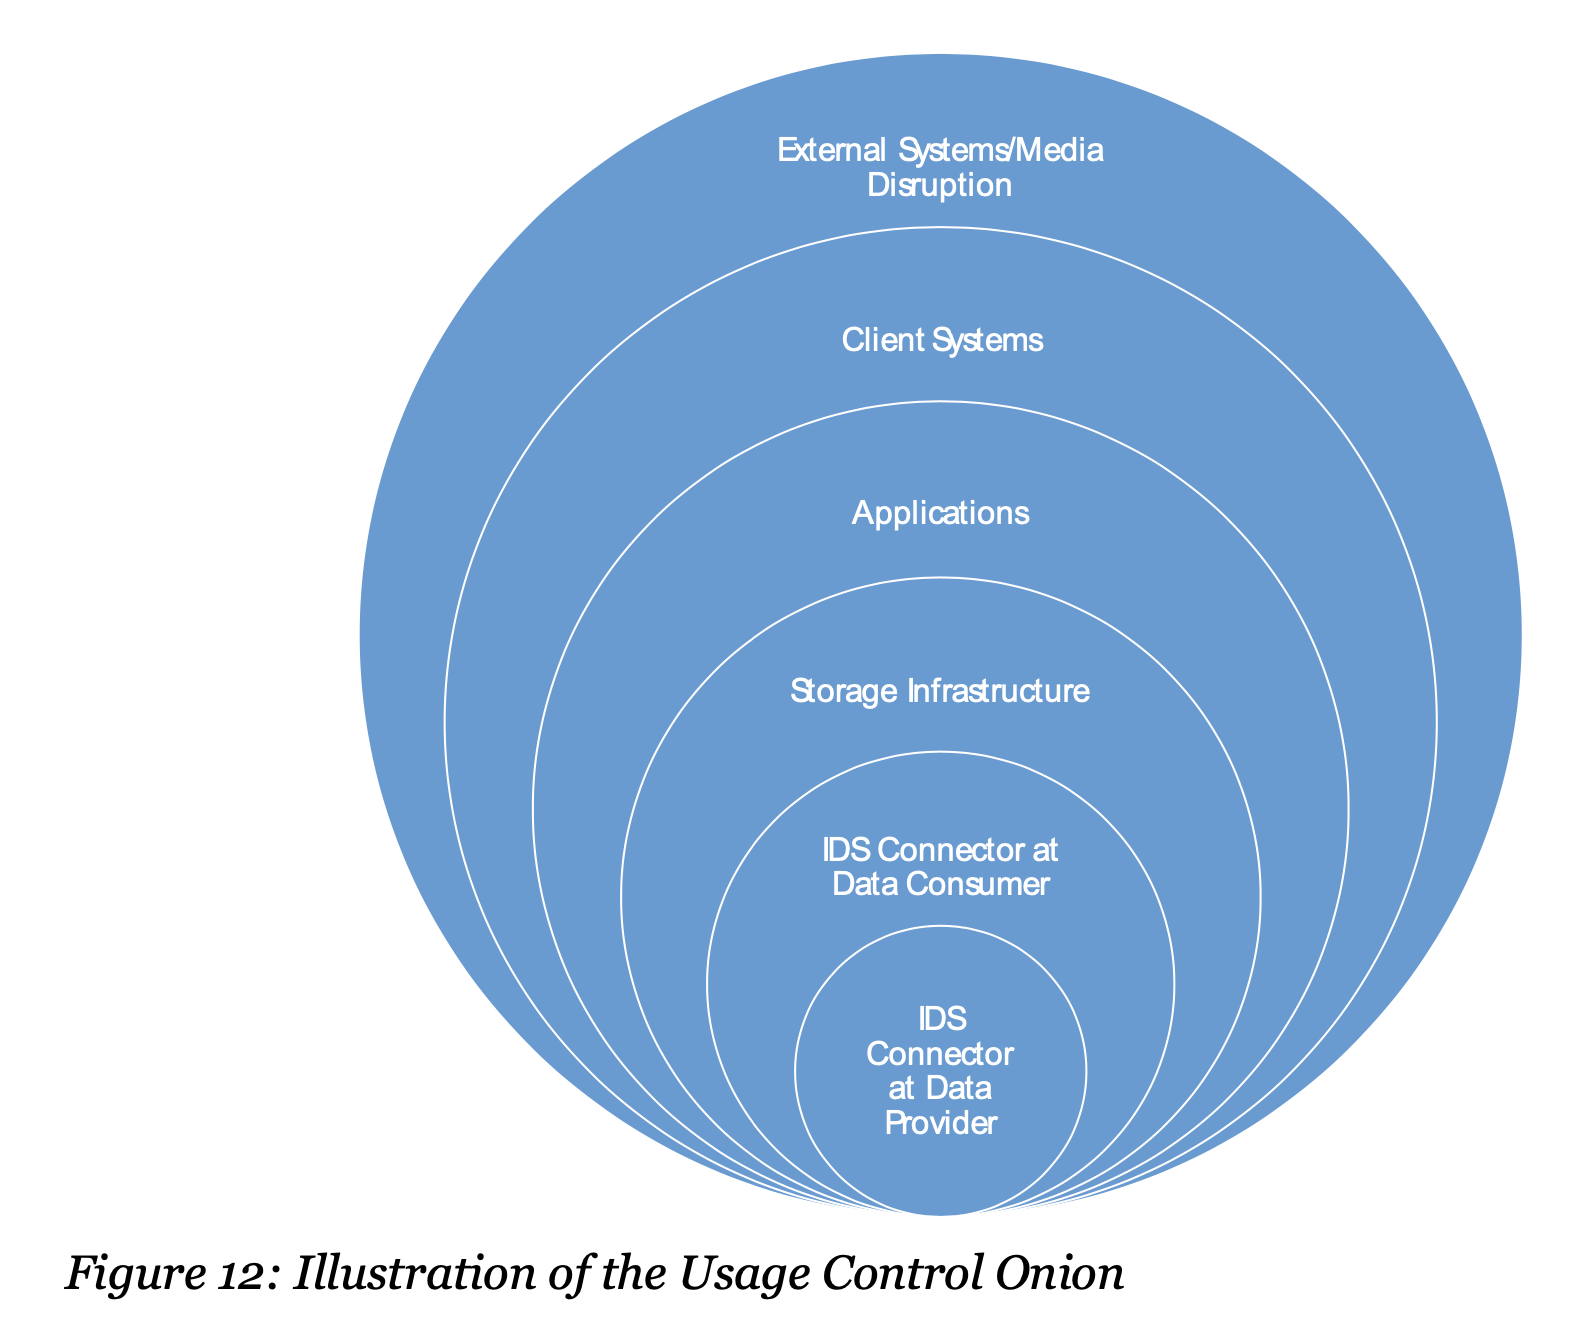 External Systems/Media
Disruption
Client Systems
Applications
Storage Infrastructure
IDS Connector at
Data Consumer
IDS
Connector
at Data
Provider
Figure 12: Illustration of the Usage Control Onion